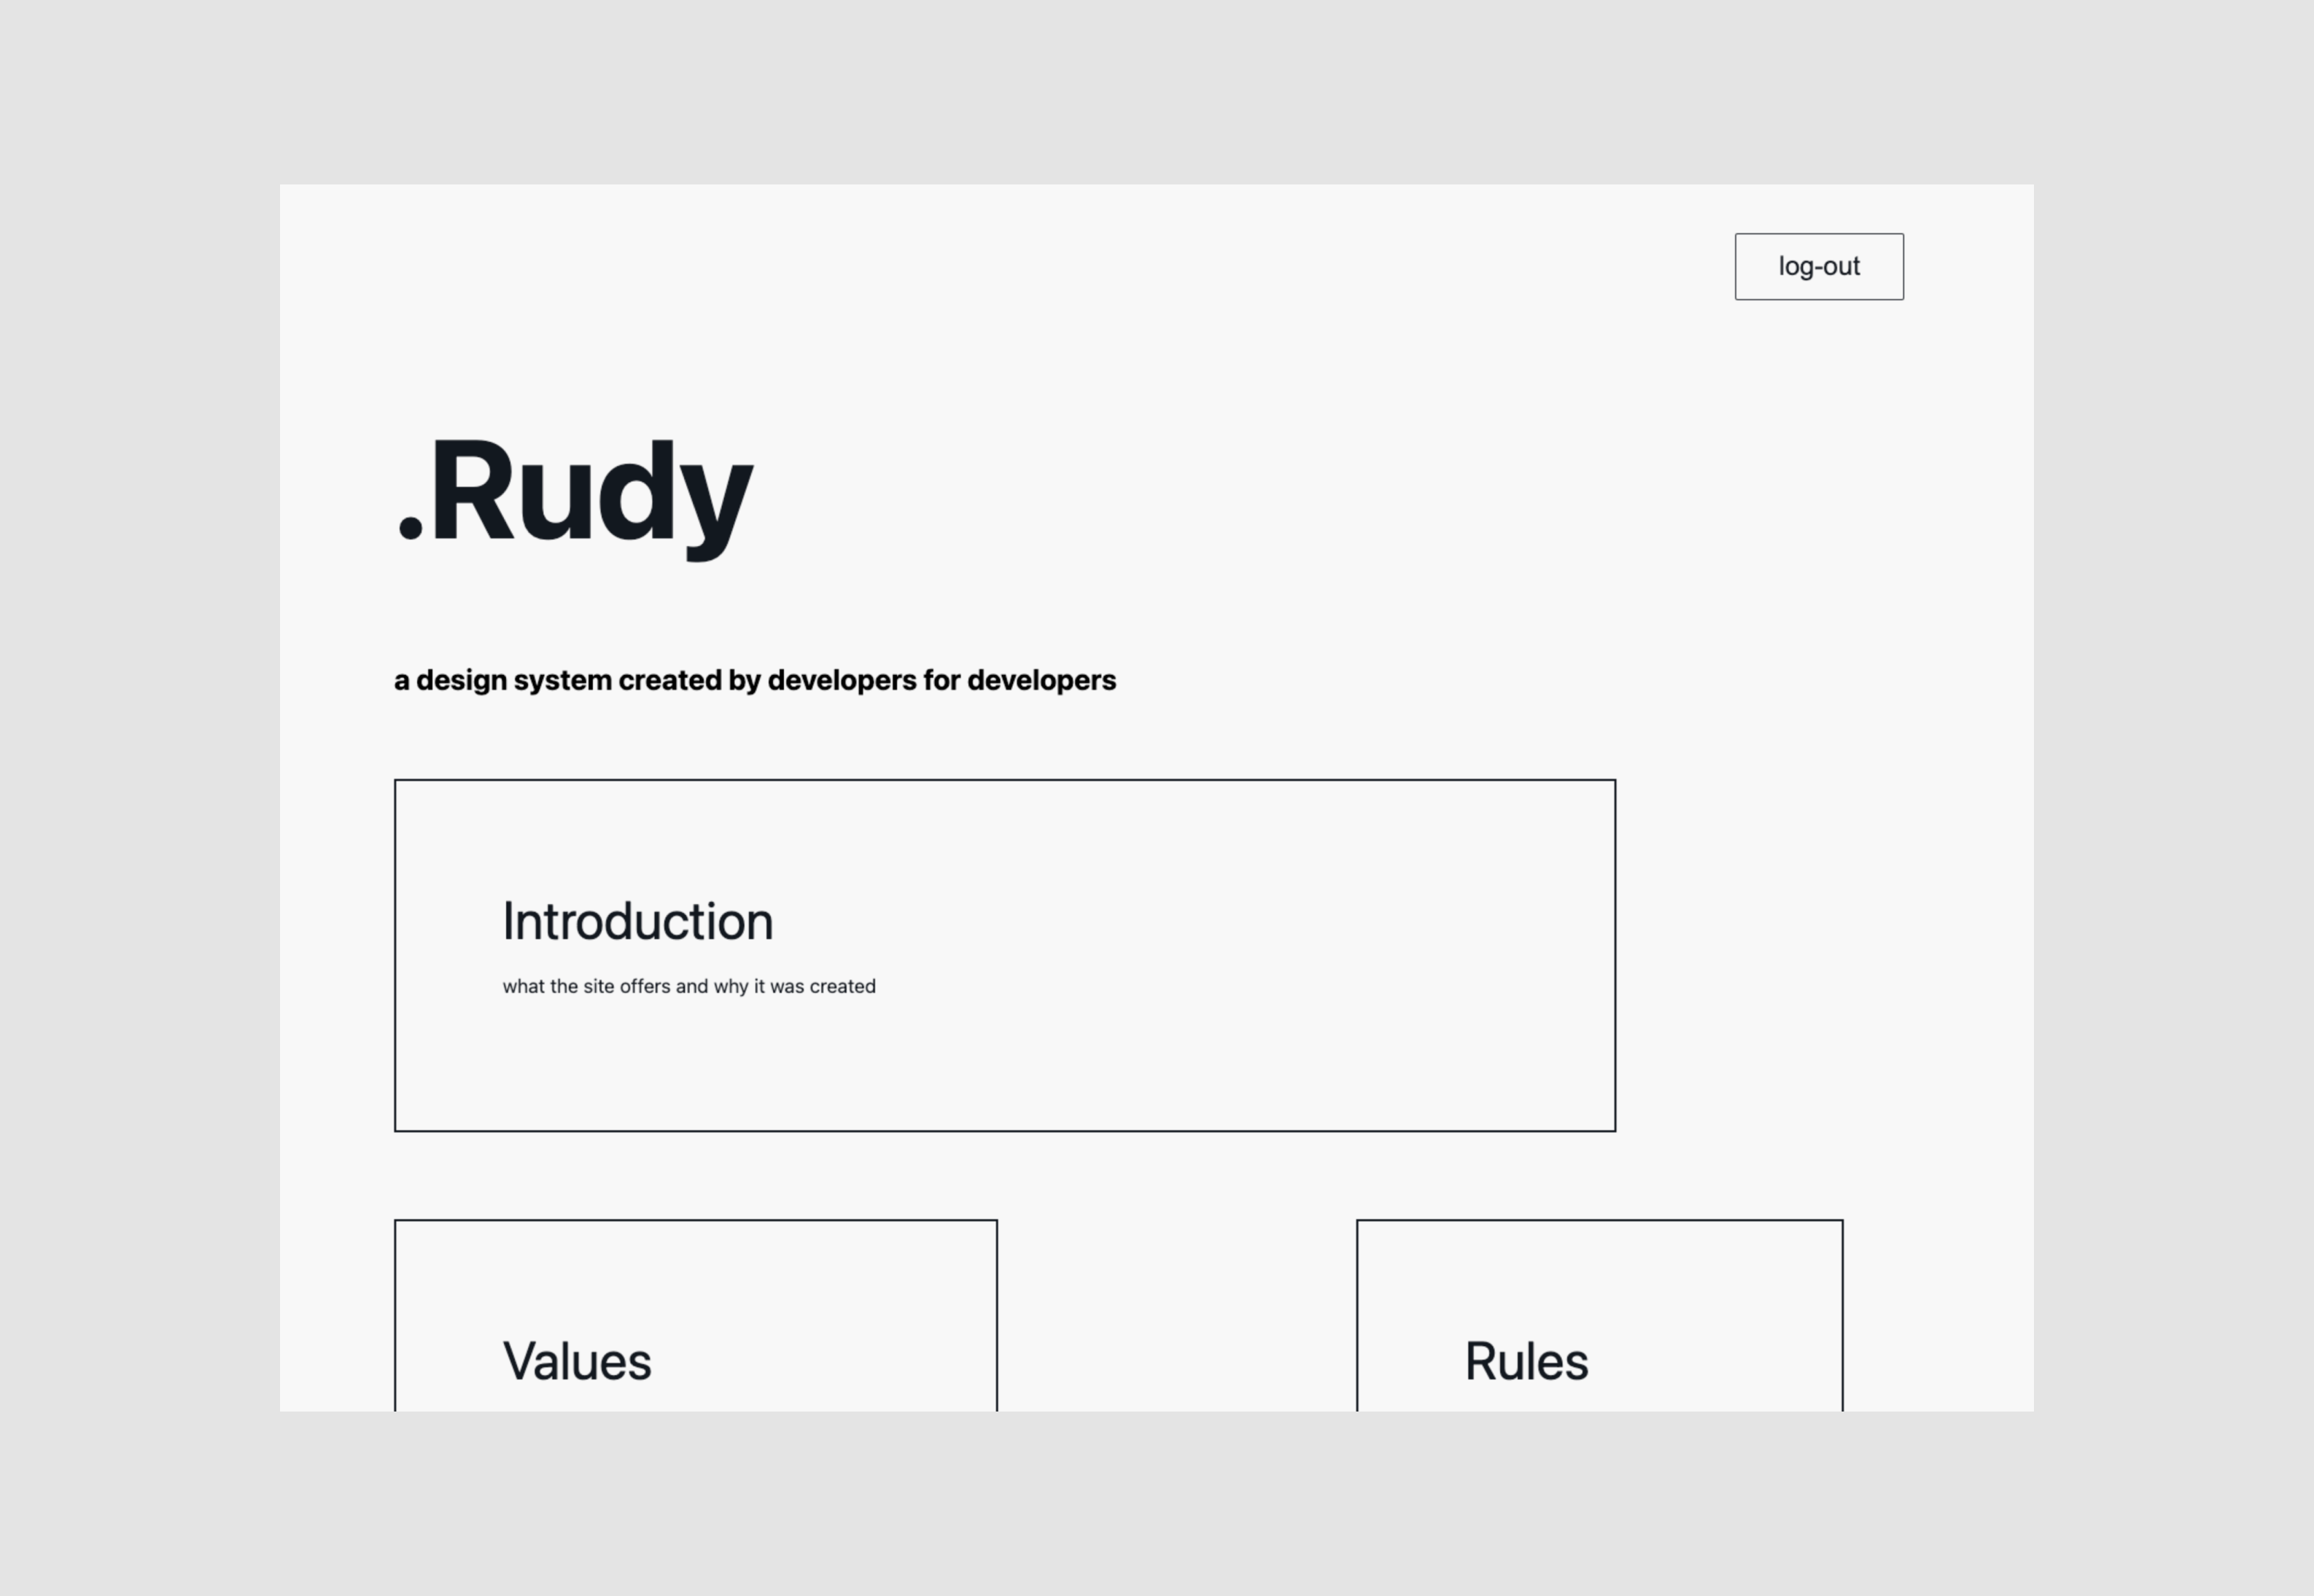 log-out
.Rudy
a design system created by developers for developers
Introduction
what the site offers and why it was created
Values
Rules